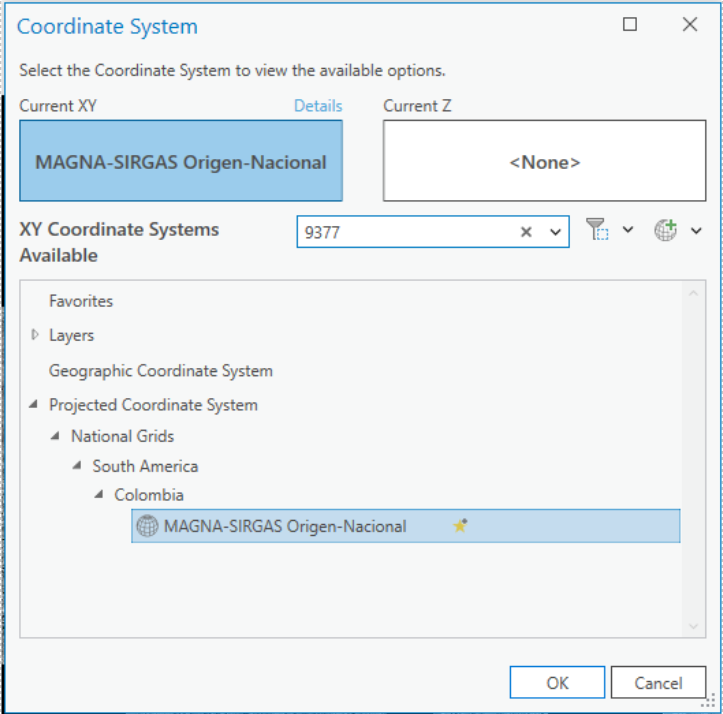 Coordinate System
Select the Coordinate System to view the available options.
Current XY Details Current Z
MAGNA-SIRGAS Origen-Nacional <None>
XY Coordinate Systems
Available
9377
Favorites
Layers
Geographic Coordinate System
Projected Coordinate System
National Grids
South America
Colombia
MAGNA-SIRGAS Origen-Nacional
OK Cancel